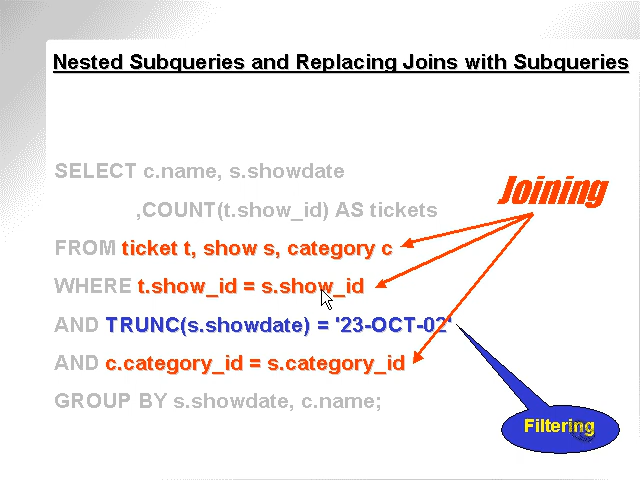 Nested Subqueries and Replacing Joins with Subqueries
SELECT c.name, s.showdate
,COUNT(t.show_id) AS tickets
Joining
FROM ticket t, show s, category c
WHERE t.show_id = s.show_id
AND TRUNC(s.showdate) = '23-OCT-02'
AND c.category_id = s.category_id
GROUP BY s.showdate, c.name;
Filtering